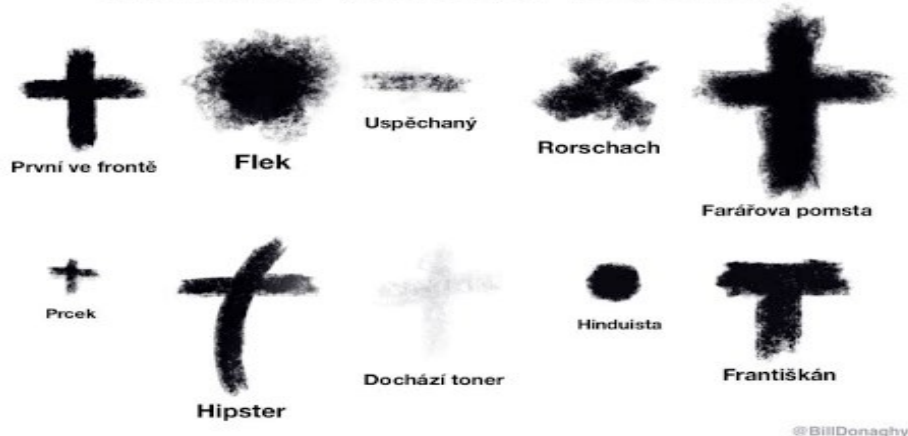 První ve frontě
Flek
Uspěchaný
Rorschach
Farářova pomsta
Prcek
Hipster
Dochází toner
Hinduista
Františkán
@BillDonaghy